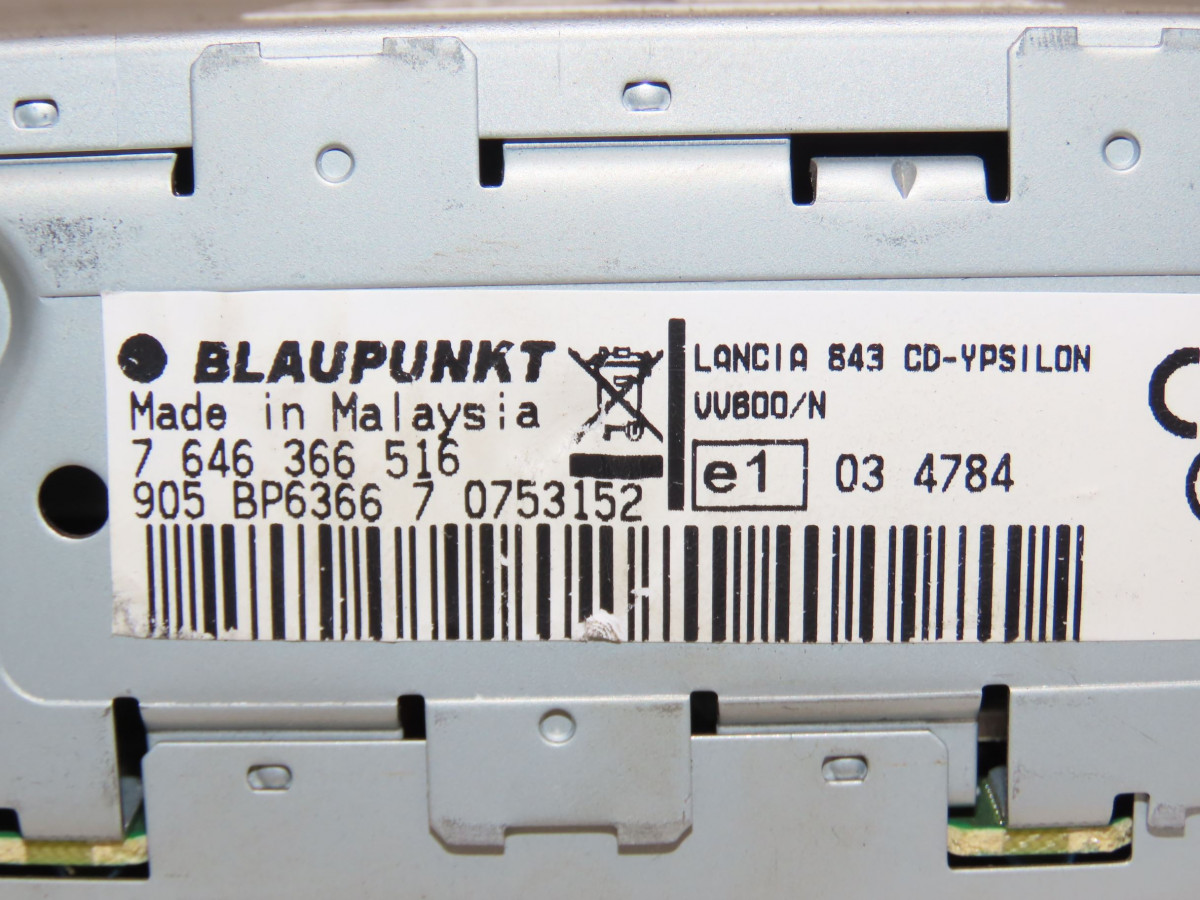 BLAUPUNKT
Made in Malaysia
7 646 366 516
905 BP6366 7 0753152
LANCIA 843 CD-YPSILON
VV600/N
e1 03 4784